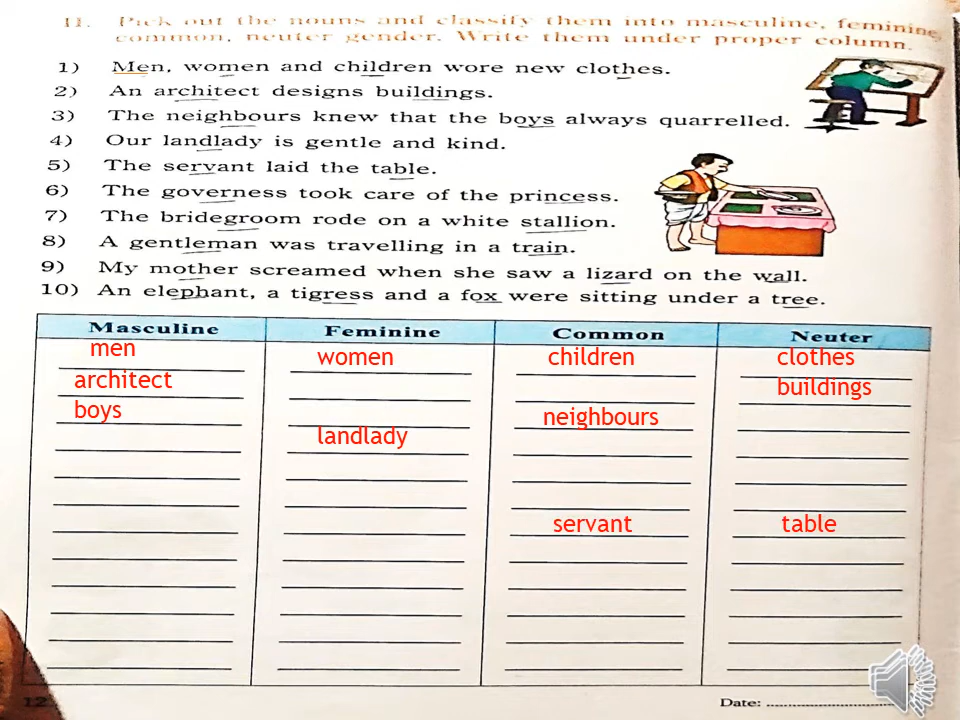 II. Pick out the nouns and classify them into masculine, feminine,
common, neuter gender. Write them under proper column.
1) Men, women and children wore new clothes.
2) An architect designs buildings.
3) The neighbours knew that the boys always quarrelled.
4) Our landlady is gentle and kind.
5) The servant laid the table.
6) The governess took care of the princess.
7) The bridegroom rode on a white stallion.
8) A gentleman was travelling in a train.
9) My mother screamed when she saw a lizard on the wall.
10) An elephant, a tigress and a fox were sitting under a tree.
Masculine Feminine Common Neuter
men women children clothes
architect buildings
boys neighbours
landlady
servant table
12 Date: